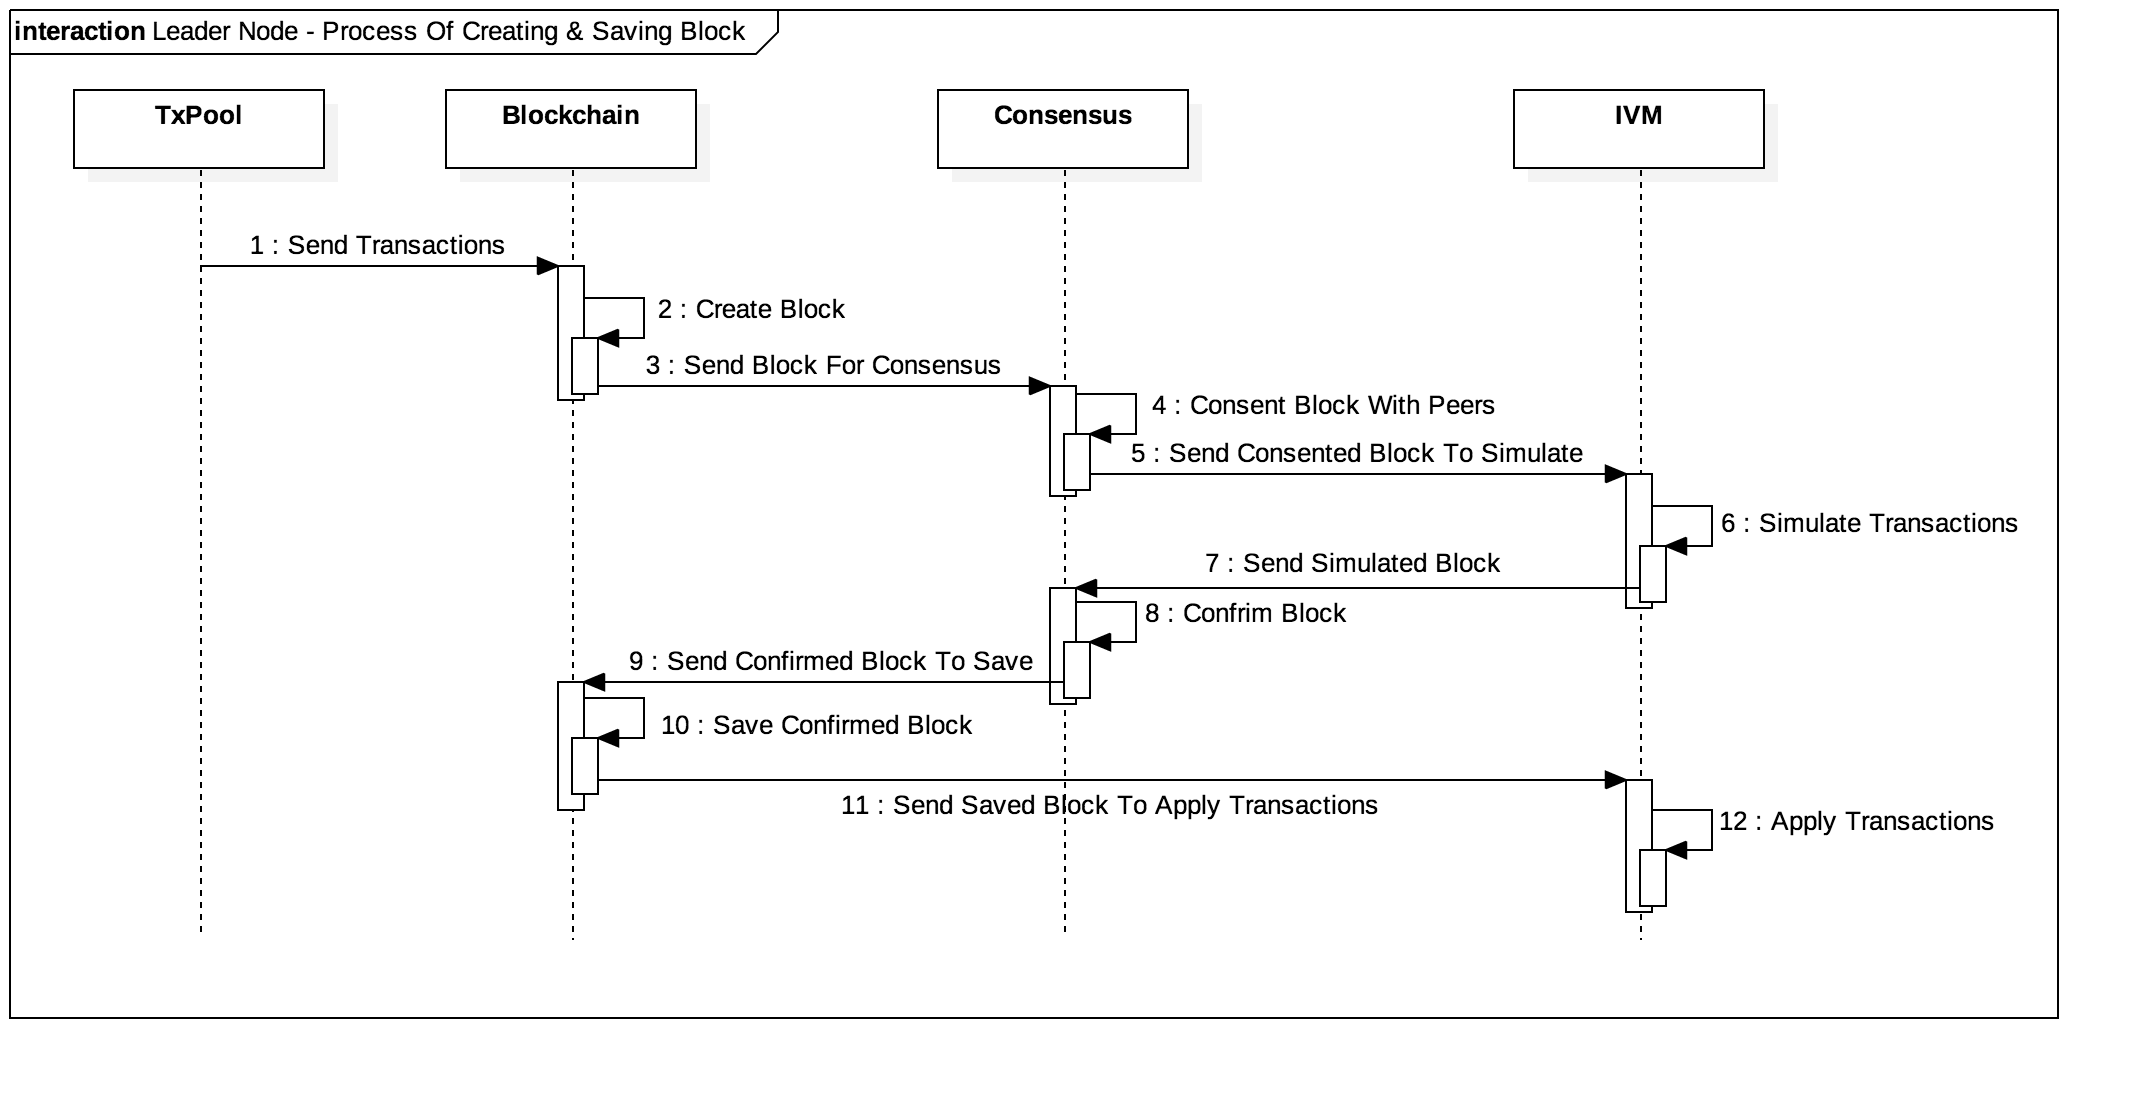 interaction Leader Node - Process Of Creating & Saving Block
TxPool
Blockchain
Consensus
IVM
1 : Send Transactions
2 : Create Block
3 : Send Block For Consensus
4 : Consent Block With Peers
5 : Send Consented Block To Simulate
6 : Simulate Transactions
7 : Send Simulated Block
8 : Confrim Block
9 : Send Confirmed Block To Save
10 : Save Confirmed Block
11 : Send Saved Block To Apply Transactions
12 : Apply Transactions